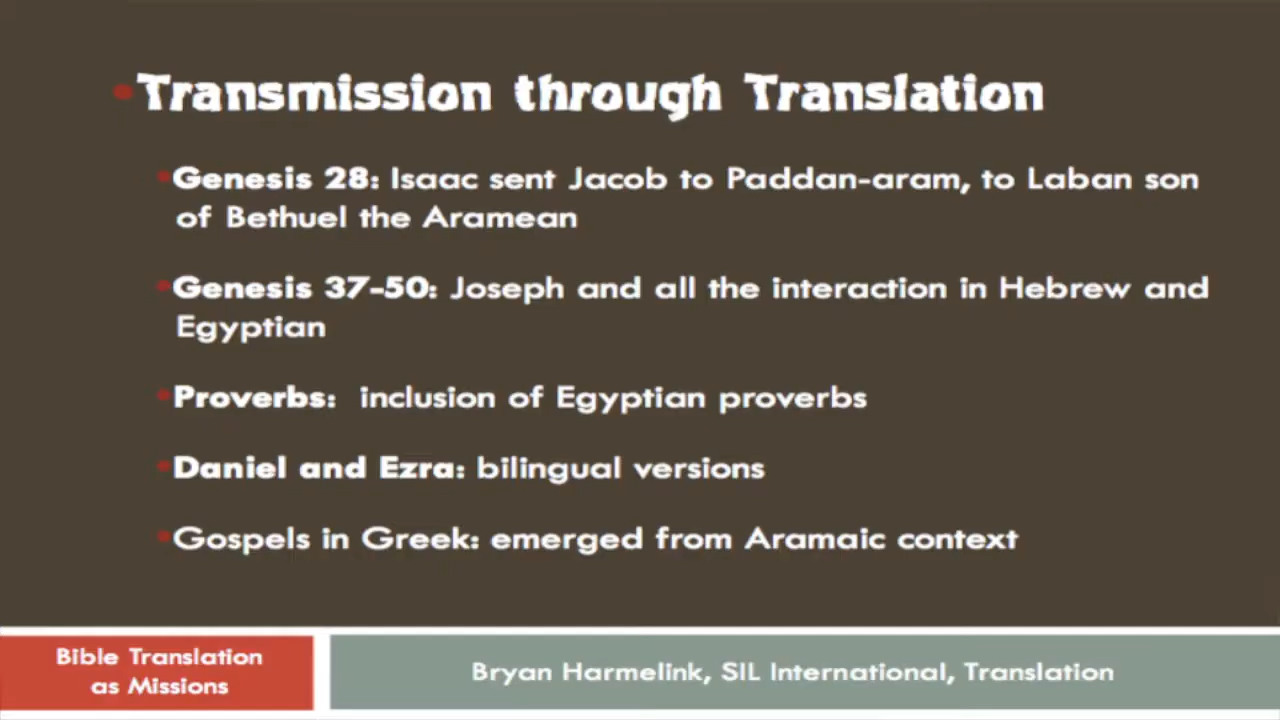 • Transmission through Translation
• Genesis 28: Isaac sent Jacob to Paddan-aram, to Laban son
of Bethuel the Aramean
• Genesis 37-50: Joseph and all the interaction in Hebrew and
Egyptian
• Proverbs:  inclusion of Egyptian proverbs
• Daniel and Ezra: bilingual versions
• Gospels in Greek: emerged from Aramaic context
Bible Translation
as Missions
Bryan Harmelink, SIL International, Translation